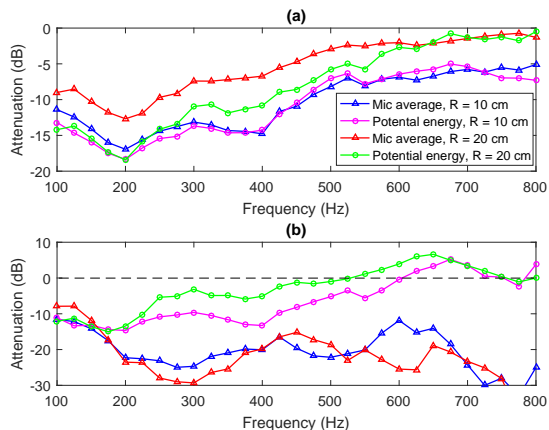 (a)
0
-5
-10
-15
-20
Attenuation (dB)
Mic average, R = 10 cm
Potental energy, R = 10 cm
Mic average, R = 20 cm
Potential energy, R = 20 cm
100 200 300 400 500 600 700 800
Frequency (Hz)
(b)
10
0
-10
-20
-30
Attenuation (dB)
100 200 300 400 500 600 700 800
Frequency (Hz)